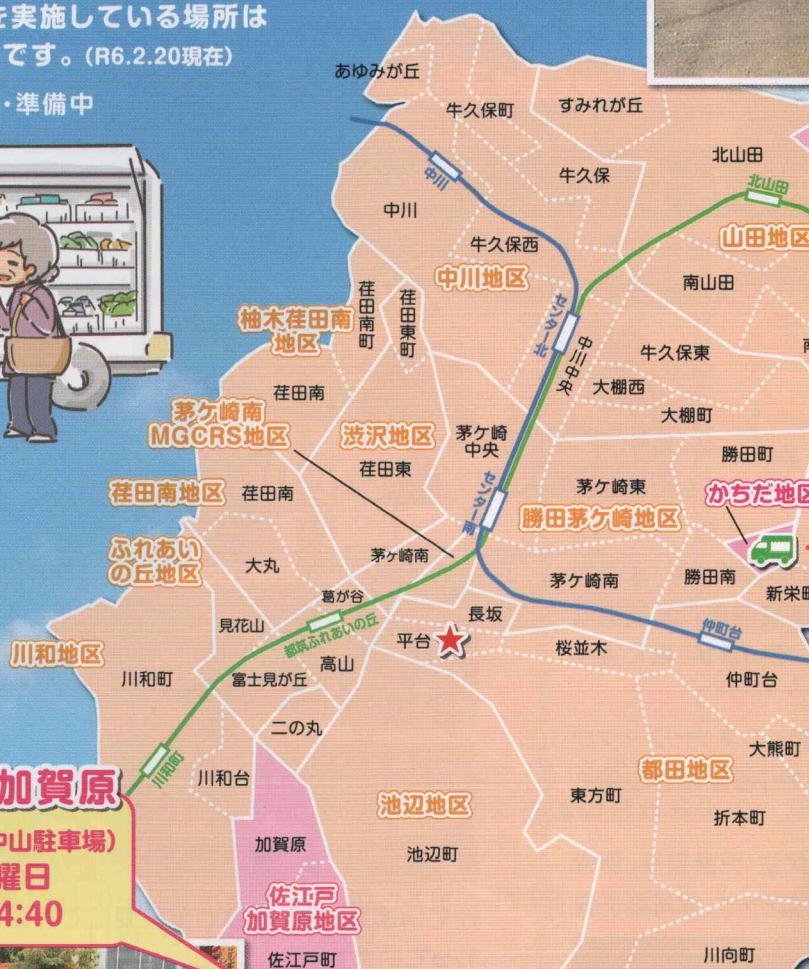 を実施している場所は
です。(R6.2.20現在)
・準備中
あゆみが丘
牛久保町
すみれが丘
北山田
牛久保
中川
北山田
中川
牛久保西
山田地区
中川地区
南山田
荏田南町
荏田東町
センター北
柚木荏田南
地区
中川中央
牛久保東
大棚西
荏田南
大棚町
茅ケ崎南
MGCRS地区
渋沢地区
茅ケ崎
中央
勝田町
荏田東
茅ケ崎東
かちだ地区
荏田南地区
荏田南
センター南
勝田茅ケ崎地区
ふれあい
の丘地区
大丸
茅ヶ崎南
茅ケ崎南
勝田南
新栄町
葛が谷
長坂
見花山
都筑ふれあいの丘
仲町台
平台
桜並木
川和地区
高山
川和町
富士見が丘
仲町台
二の丸
大熊町
川和町
川和台
都田地区
加賀原
池辺地区
東方町
折本町
中山駐車場)
加賀原
池辺町
曜日
佐江戸
加賀原地区
4:40
佐江戸町
川向町